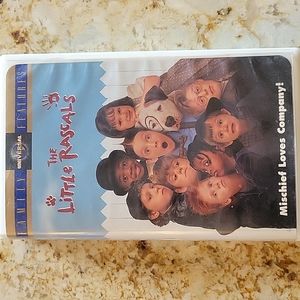 FAMILY FEATURES
UNIVERSAL
THE
LITTLE RASCALS
Mischief Loves Company!